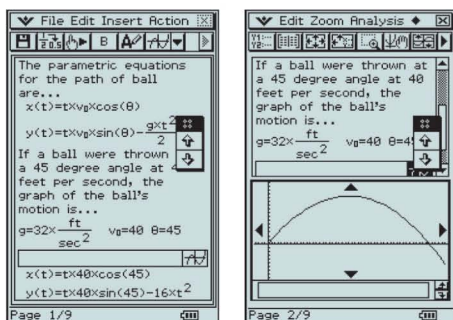 File Edit Insert Action
B A
The parametric equations
for the path of ball
are...
x(t)=t×v₀×cos(θ)
y(t)=t×v₀×sin(θ)-g×t²/2
If a ball were thrown
a 45 degree angle at 4
feet per second, the
graph of the ball's
motion is...
g=32×ft/sec² v₀=40 θ=45
x(t)=t×40×cos(45)
y(t)=t×40×sin(45)-16×t²
Page 1/9
Edit Zoom Analysis
If a ball were thrown at
a 45 degree angle at 40
feet per second, the
graph of the ball's
motion is...
g=32×ft/sec² v₀=40 θ=4
Page 2/9